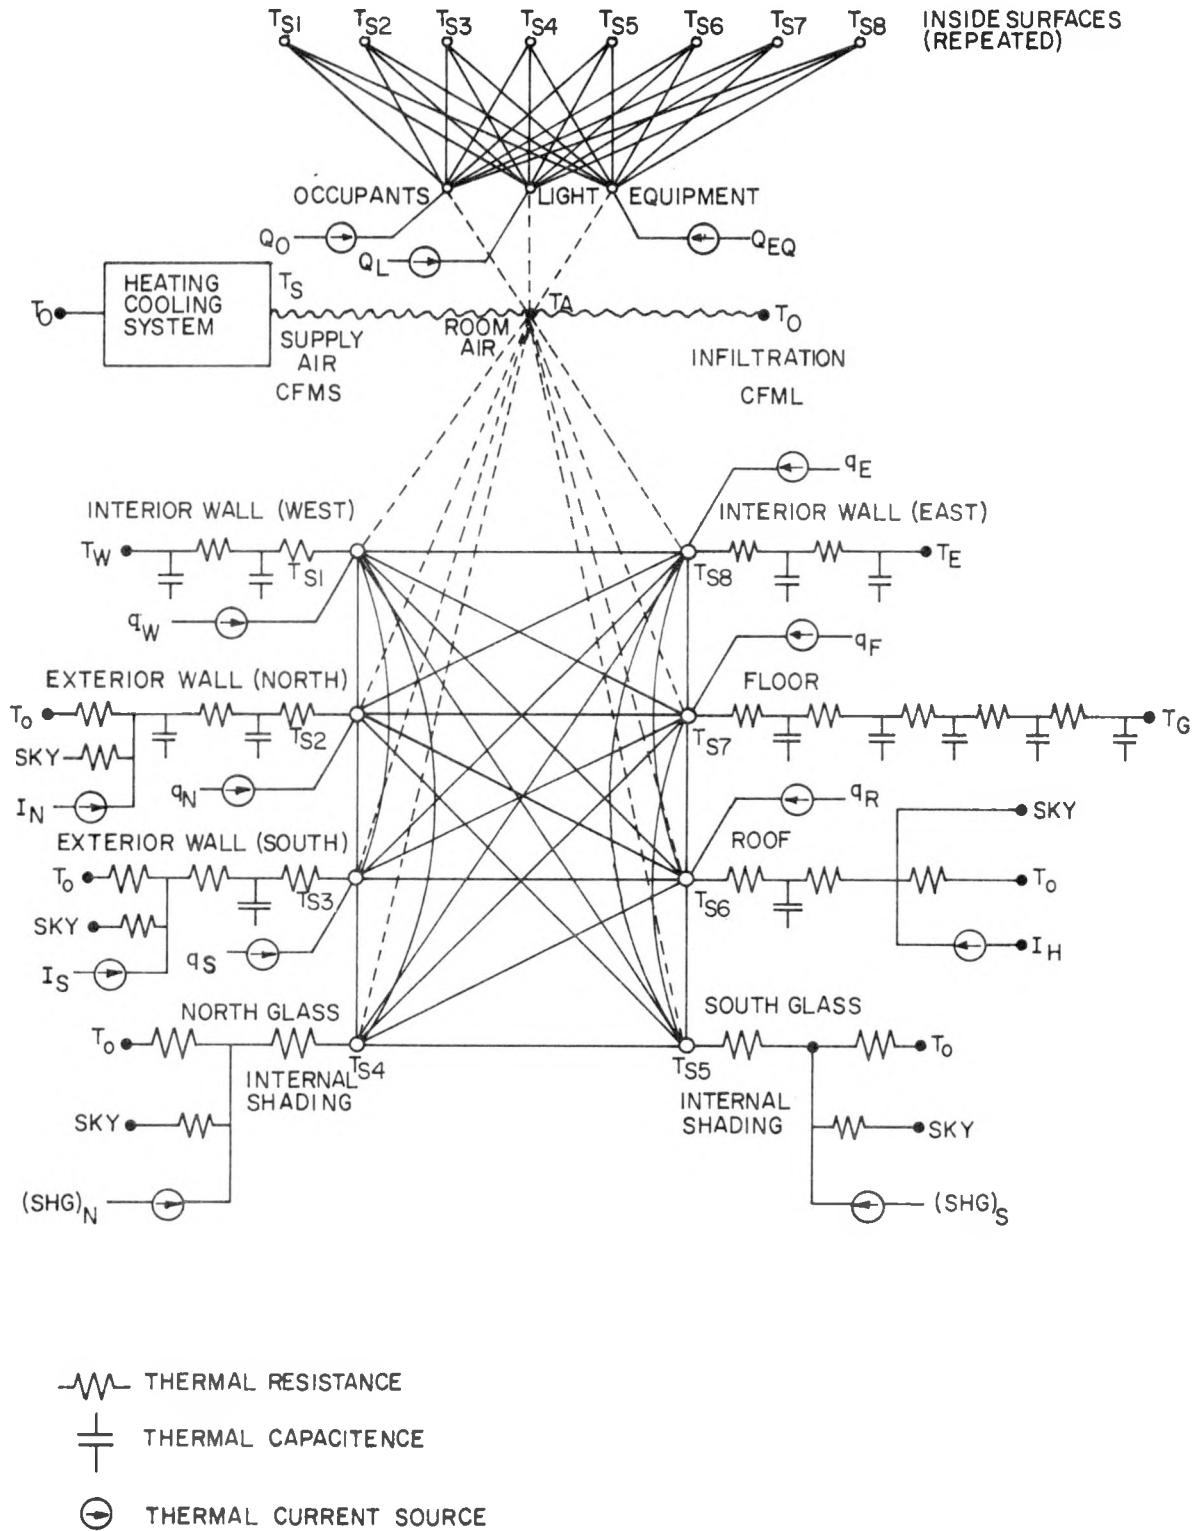 TS1 TS2 TS3 TS4 TS5 TS6 TS7 TS8 INSIDE SURFACES
(REPEATED)
OCCUPANTS LIGHT EQUIPMENT
QO QL QEQ
HEATING
COOLING
SYSTEM
TO TS TA TO
ROOM
AIR
SUPPLY
AIR
CFMS
INFILTRATION
CFML
qE
INTERIOR WALL (WEST) INTERIOR WALL (EAST)
TW TS1 TS8 TE
qW qF
EXTERIOR WALL (NORTH) FLOOR
TO TS2 TS7 TG
SKY
qN qR
IN
EXTERIOR WALL (SOUTH) ROOF SKY
TO TS3 TS6 TO
SKY
qS
IS IH
NORTH GLASS SOUTH GLASS
TO TS4 TS5 TO
INTERNAL
SHADING
INTERNAL
SHADING
SKY SKY
(SHG)N (SHG)S
THERMAL RESISTANCE
THERMAL CAPACITENCE
THERMAL CURRENT SOURCE